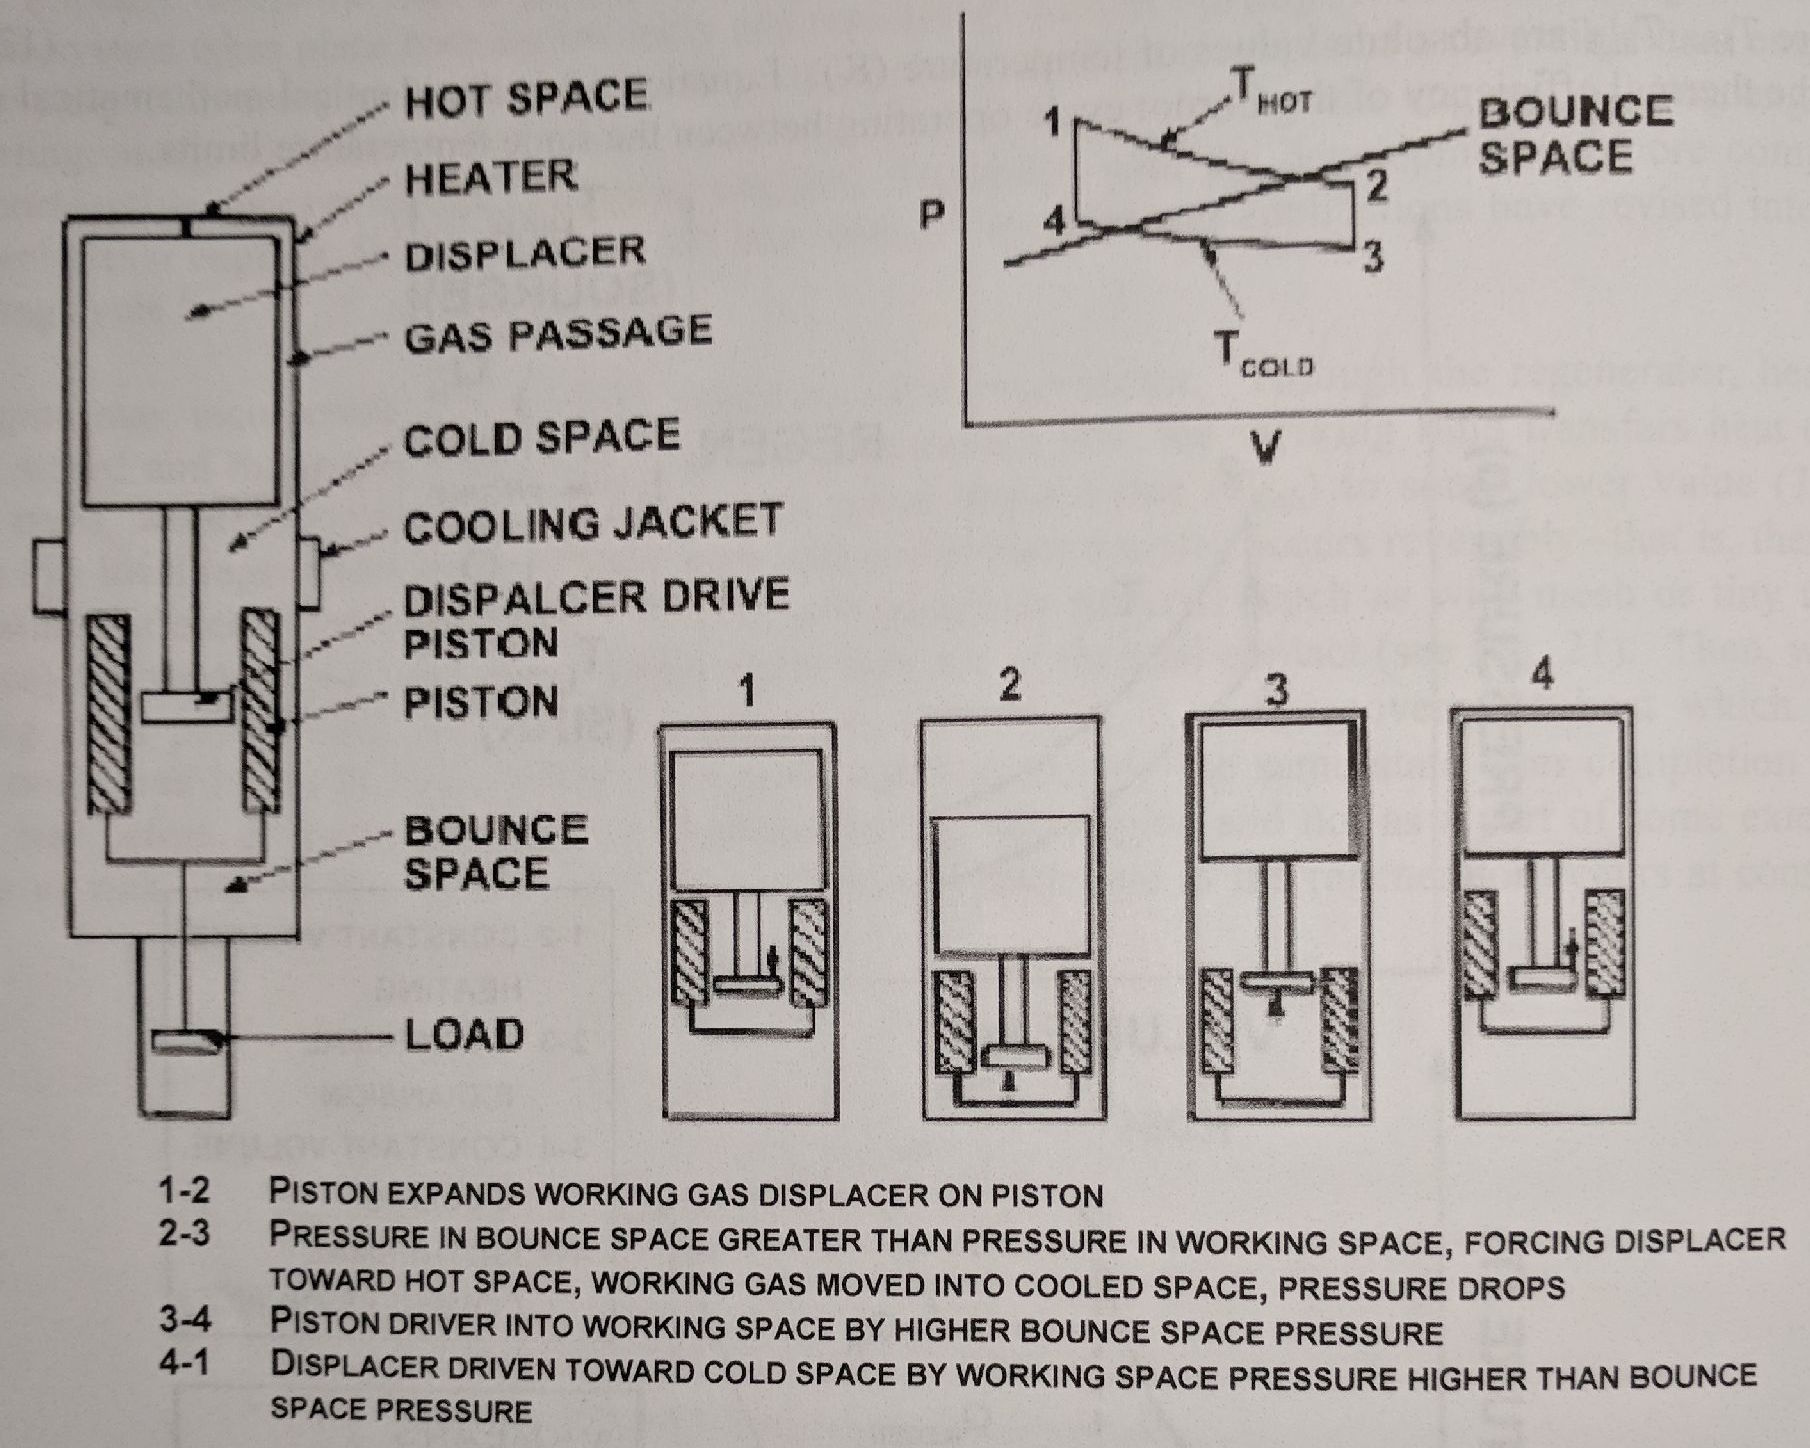 HOT SPACE
HEATER
DISPLACER
GAS PASSAGE
COLD SPACE
COOLING JACKET
DISPALCER DRIVE
PISTON
PISTON
BOUNCE
SPACE
LOAD
P
V
1
2
3
4
THOT
TCOLD
BOUNCE
SPACE
1
2
3
4
1-2 PISTON EXPANDS WORKING GAS DISPLACER ON PISTON
2-3 PRESSURE IN BOUNCE SPACE GREATER THAN PRESSURE IN WORKING SPACE, FORCING DISPLACER
TOWARD HOT SPACE, WORKING GAS MOVED INTO COOLED SPACE, PRESSURE DROPS
3-4 PISTON DRIVER INTO WORKING SPACE BY HIGHER BOUNCE SPACE PRESSURE
4-1 DISPLACER DRIVEN TOWARD COLD SPACE BY WORKING SPACE PRESSURE HIGHER THAN BOUNCE
SPACE PRESSURE